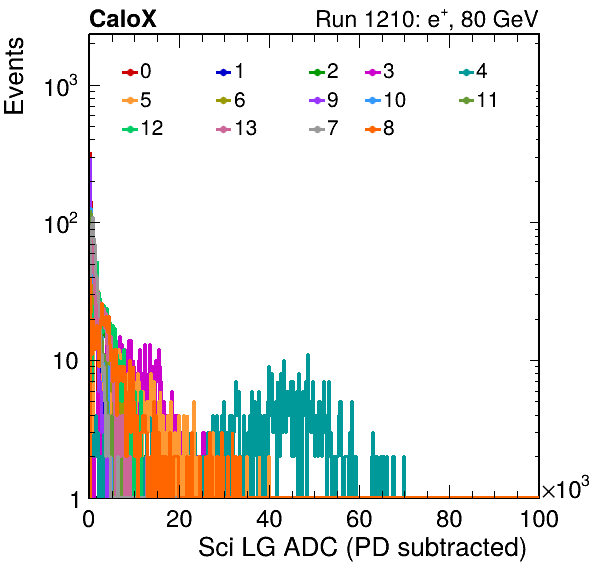 CaloX Run 1210: e⁺, 80 GeV
Events
0 1 2 3 4
5 6 9 10 11
12 13 7 8
10³
10²
10
1
0 20 40 60 80 100
×10³
Sci LG ADC (PD subtracted)